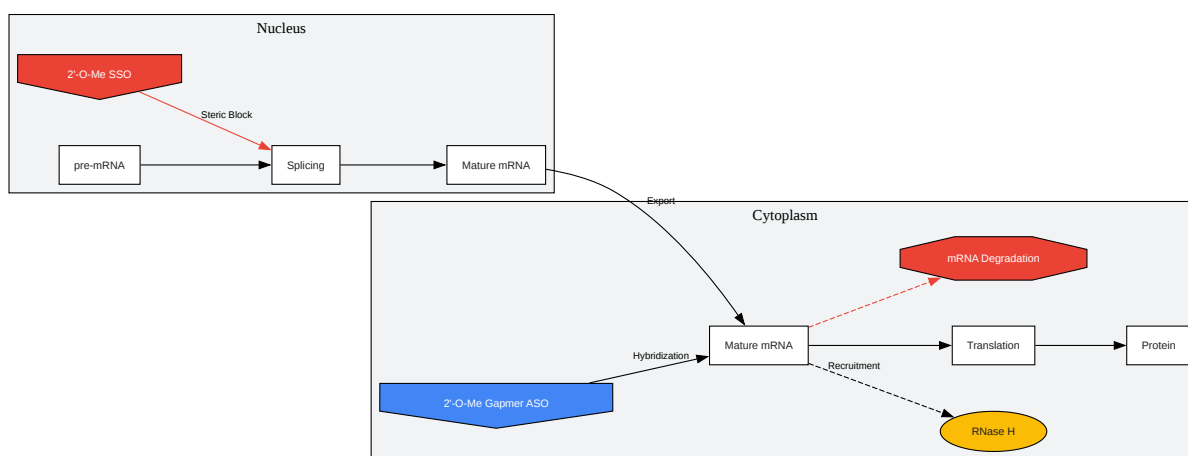 Nucleus
2'-O-Me SSO
Steric Block
pre-mRNA
Splicing
Mature mRNA
Export
Cytoplasm
mRNA Degradation
Mature mRNA
Translation
Protein
Hybridization
Recruitment
2'-O-Me Gapmer ASO
RNase H